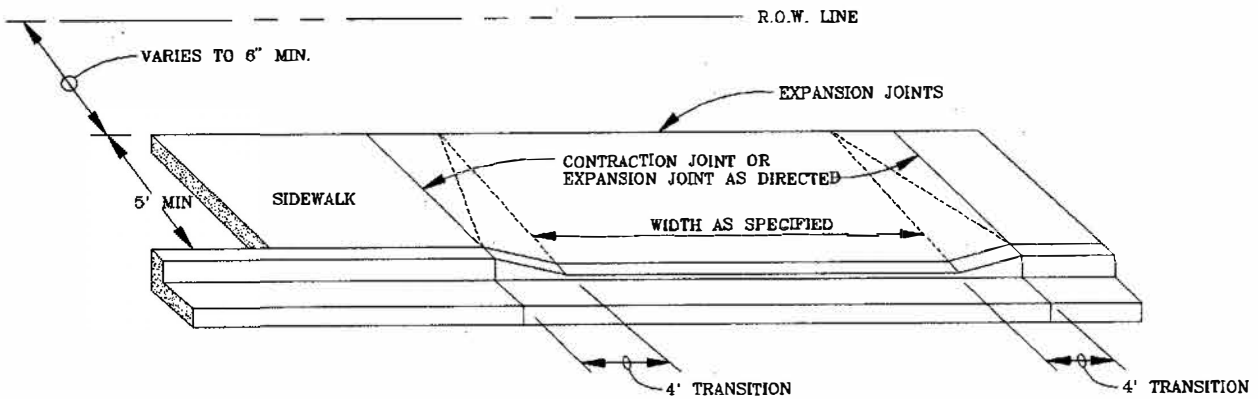 R.O.W. LINE
VARIES TO 6" MIN.
EXPANSION JOINTS
CONTRACTION JOINT OR
EXPANSION JOINT AS DIRECTED
5' MIN
SIDEWALK
WIDTH AS SPECIFIED
4' TRANSITION
4' TRANSITION